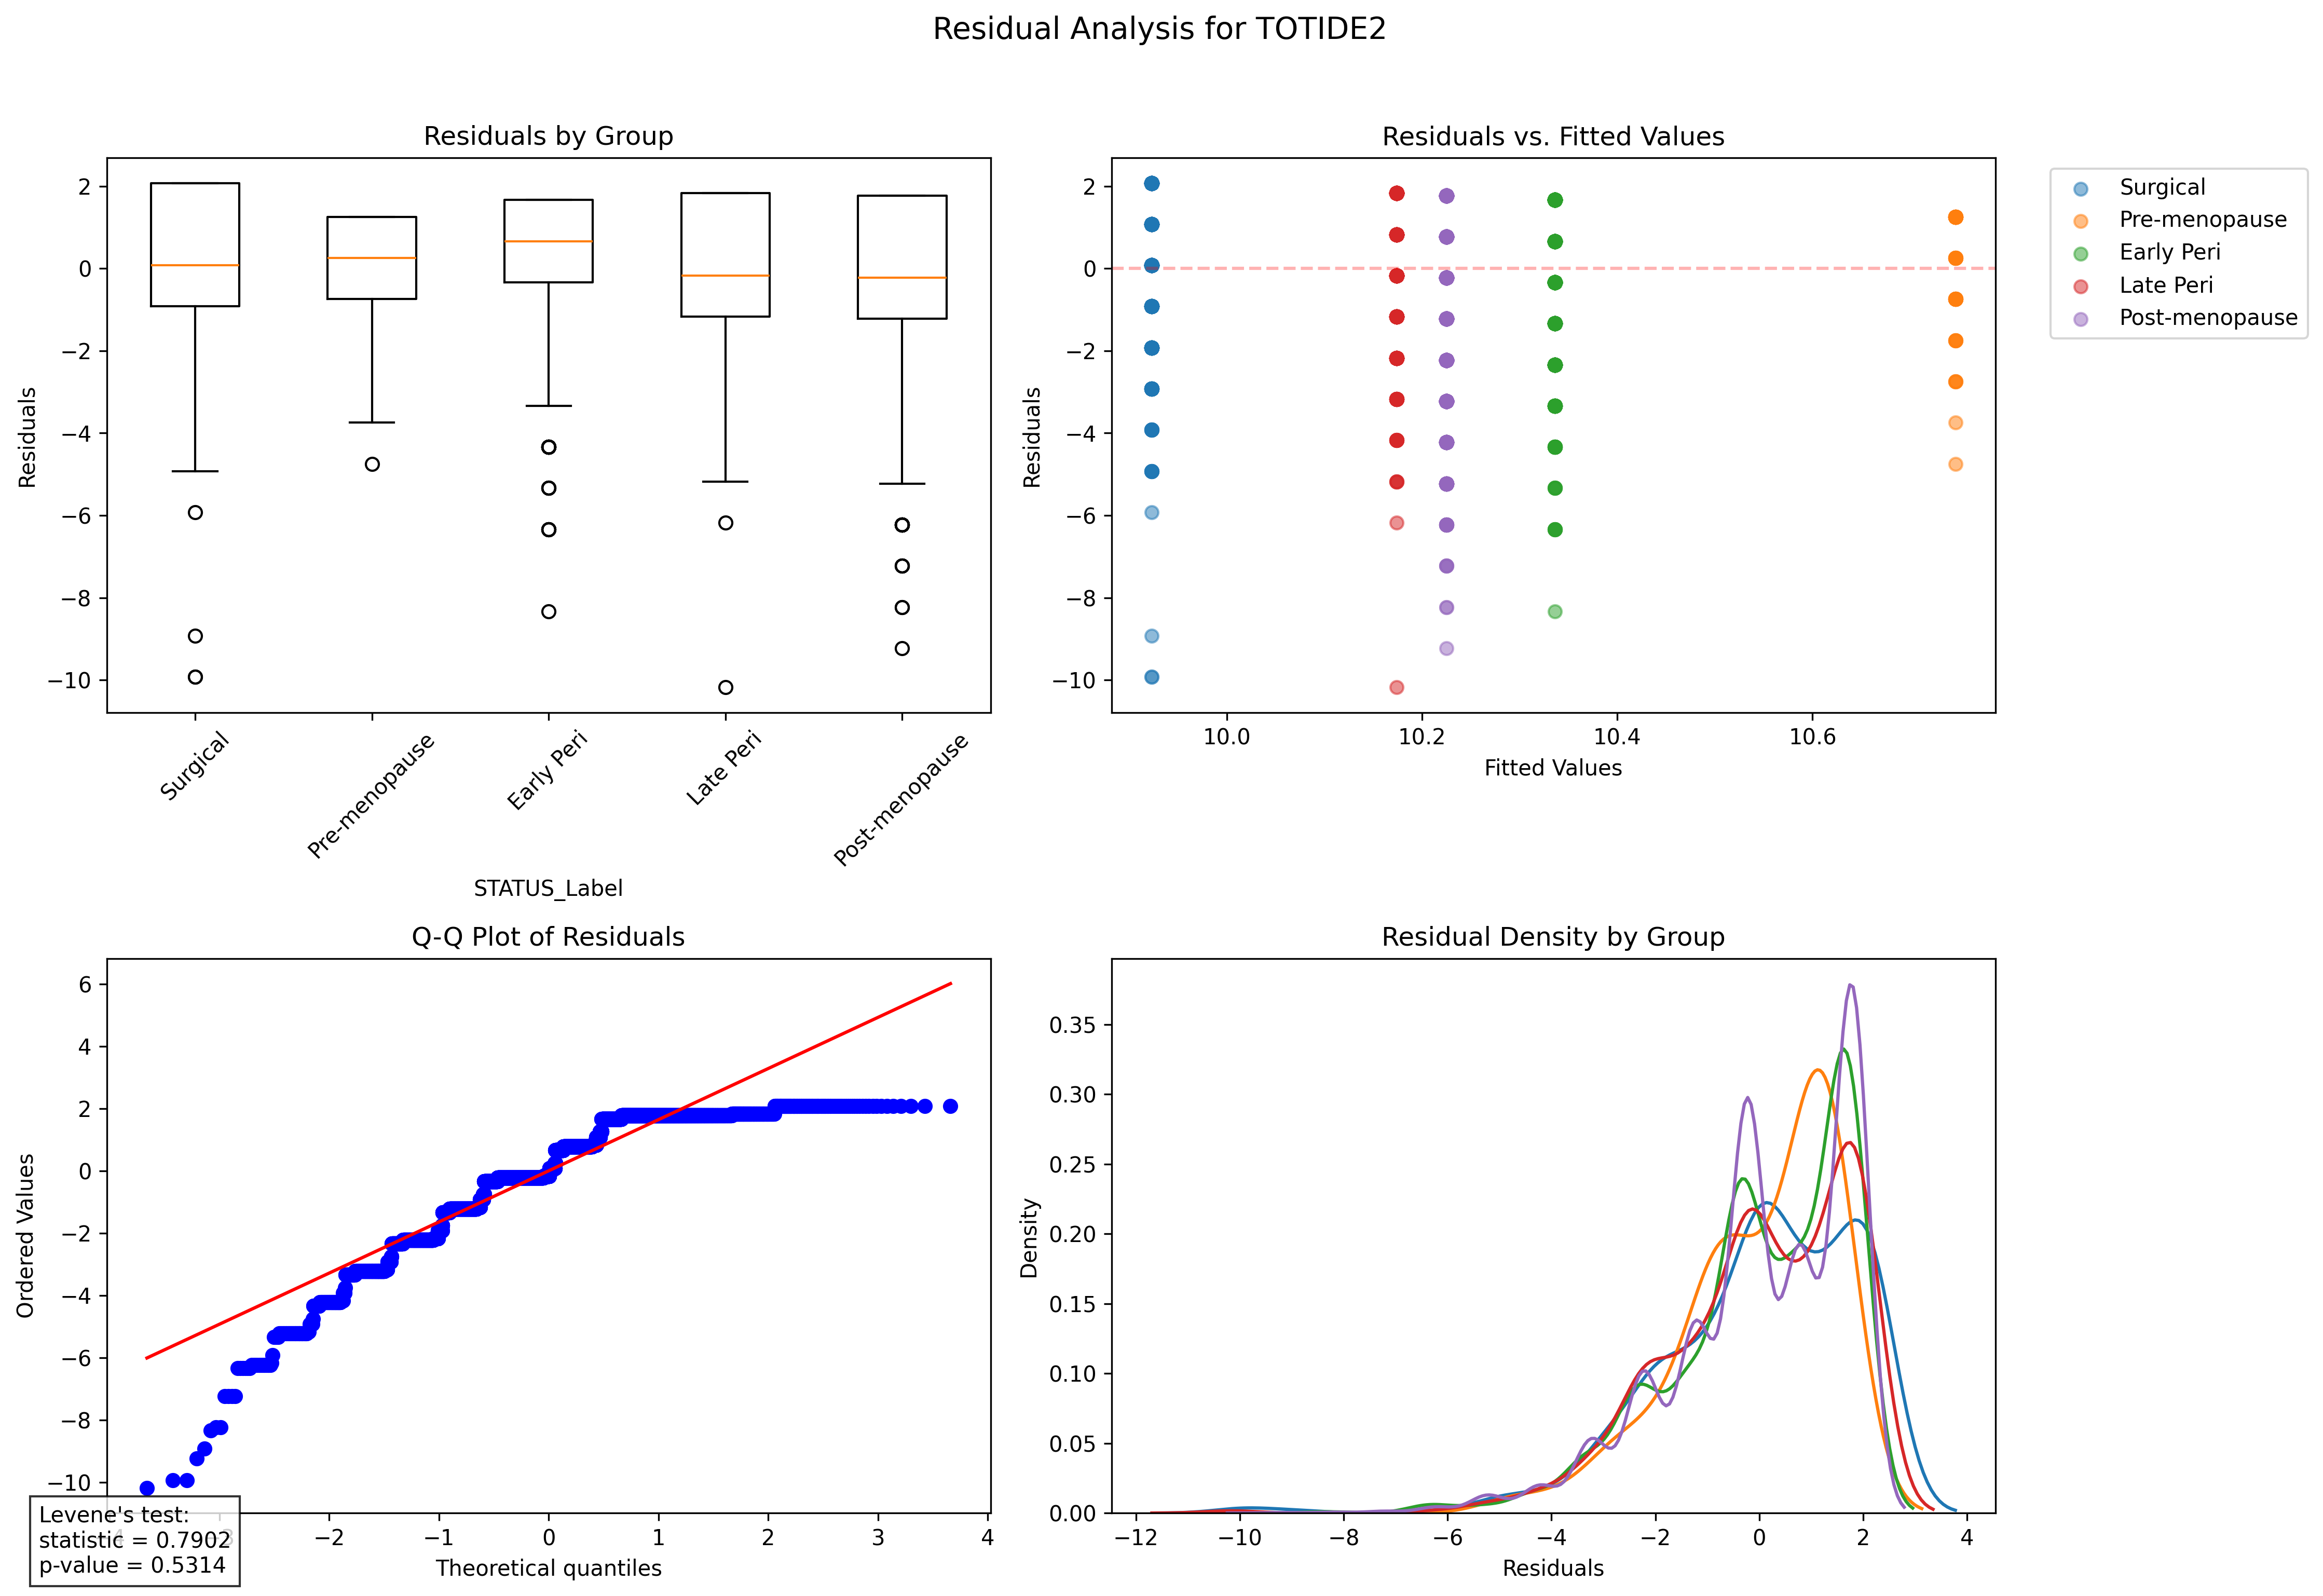 Residual Analysis for TOTIDE2
Residuals by Group
2
0
−2
−4
−6
−8
−10
Residuals
Surgical
Pre-menopause
Early Peri
Late Peri
Post-menopause
STATUS_Label
Residuals vs. Fitted Values
2
0
−2
−4
−6
−8
−10
Residuals
10.0
10.2
10.4
10.6
Fitted Values
Surgical
Pre-menopause
Early Peri
Late Peri
Post-menopause
Q-Q Plot of Residuals
6
4
2
0
−2
−4
−6
−8
−10
Ordered Values
−4
−3
−2
−1
0
1
2
3
4
Theoretical quantiles
Levene's test:
statistic = 0.7902
p-value = 0.5314
Residual Density by Group
0.35
0.30
0.25
0.20
0.15
0.10
0.05
0.00
Density
−12
−10
−8
−6
−4
−2
0
2
4
Residuals